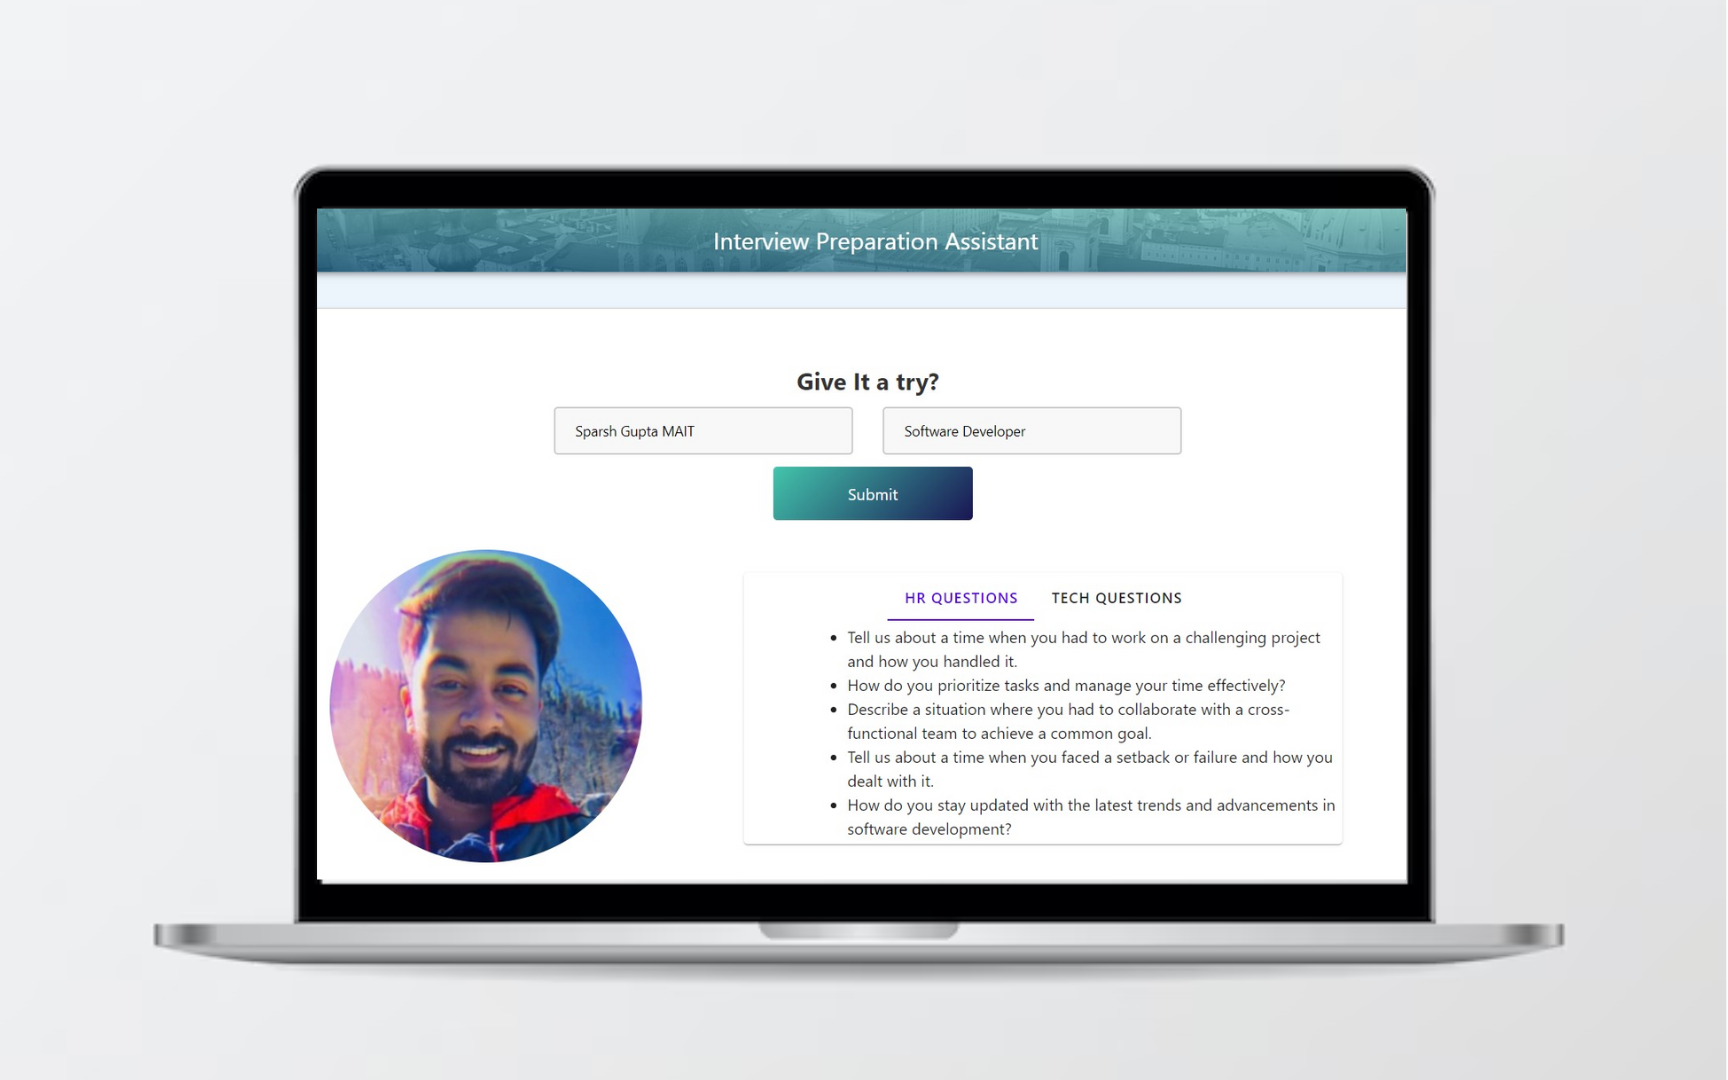 Interview Preparation Assistant
Give It a try?
Sparsh Gupta MAIT
Software Developer
Submit
HR QUESTIONS
TECH QUESTIONS
• Tell us about a time when you had to work on a challenging project
and how you handled it.
• How do you prioritize tasks and manage your time effectively?
• Describe a situation where you had to collaborate with a cross-
functional team to achieve a common goal.
• Tell us about a time when you faced a setback or failure and how you
dealt with it.
• How do you stay updated with the latest trends and advancements in
software development?